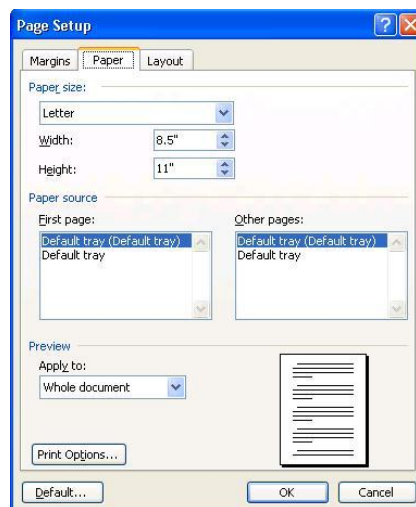 Page Setup
Margins Paper Layout
Paper size:
Letter
Width: 8.5"
Height: 11"
Paper source
First page: Other pages:
Default tray (Default tray) Default tray (Default tray)
Default tray Default tray
Preview
Apply to:
Whole document
Print Options...
Default... OK Cancel